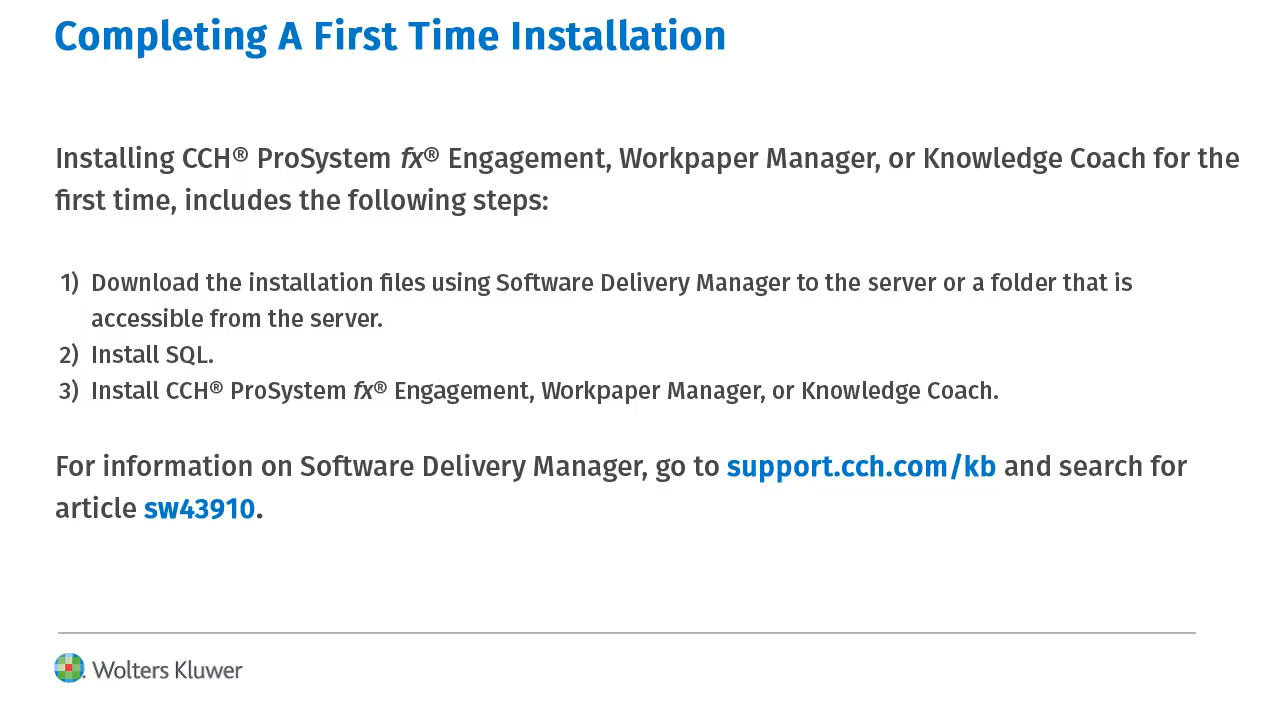 Completing A First Time Installation
Installing CCH® ProSystem fx® Engagement, Workpaper Manager, or Knowledge Coach for the
first time, includes the following steps:
1) Download the installation files using Software Delivery Manager to the server or a folder that is
accessible from the server.
2) Install SQL.
3) Install CCH® ProSystem fx® Engagement, Workpaper Manager, or Knowledge Coach.
For information on Software Delivery Manager, go to support.cch.com/kb and search for
article sw43910.
Wolters Kluwer